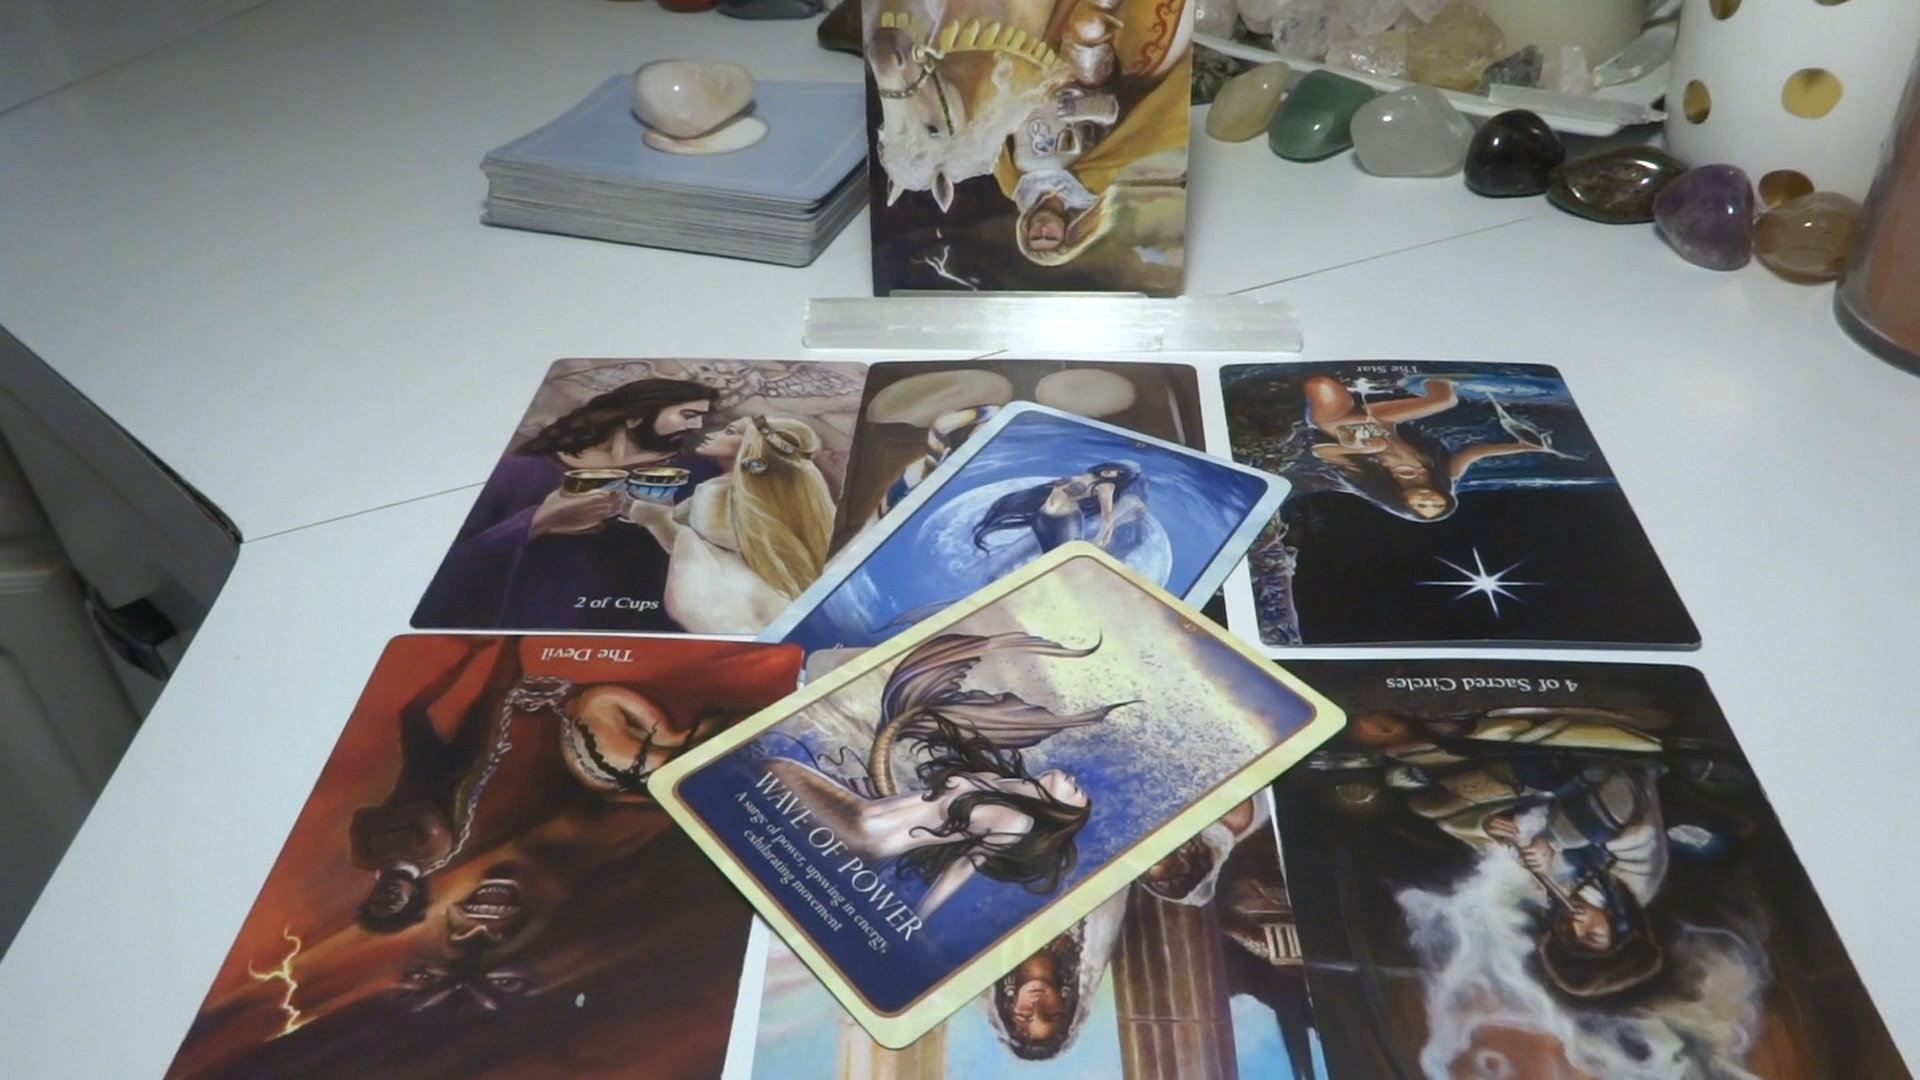 The Star
2 of Cups
The Devil
4 of Sacred Circles
WAVE OF POWER
A surge of power, upswing in energy,
exhilarating movement